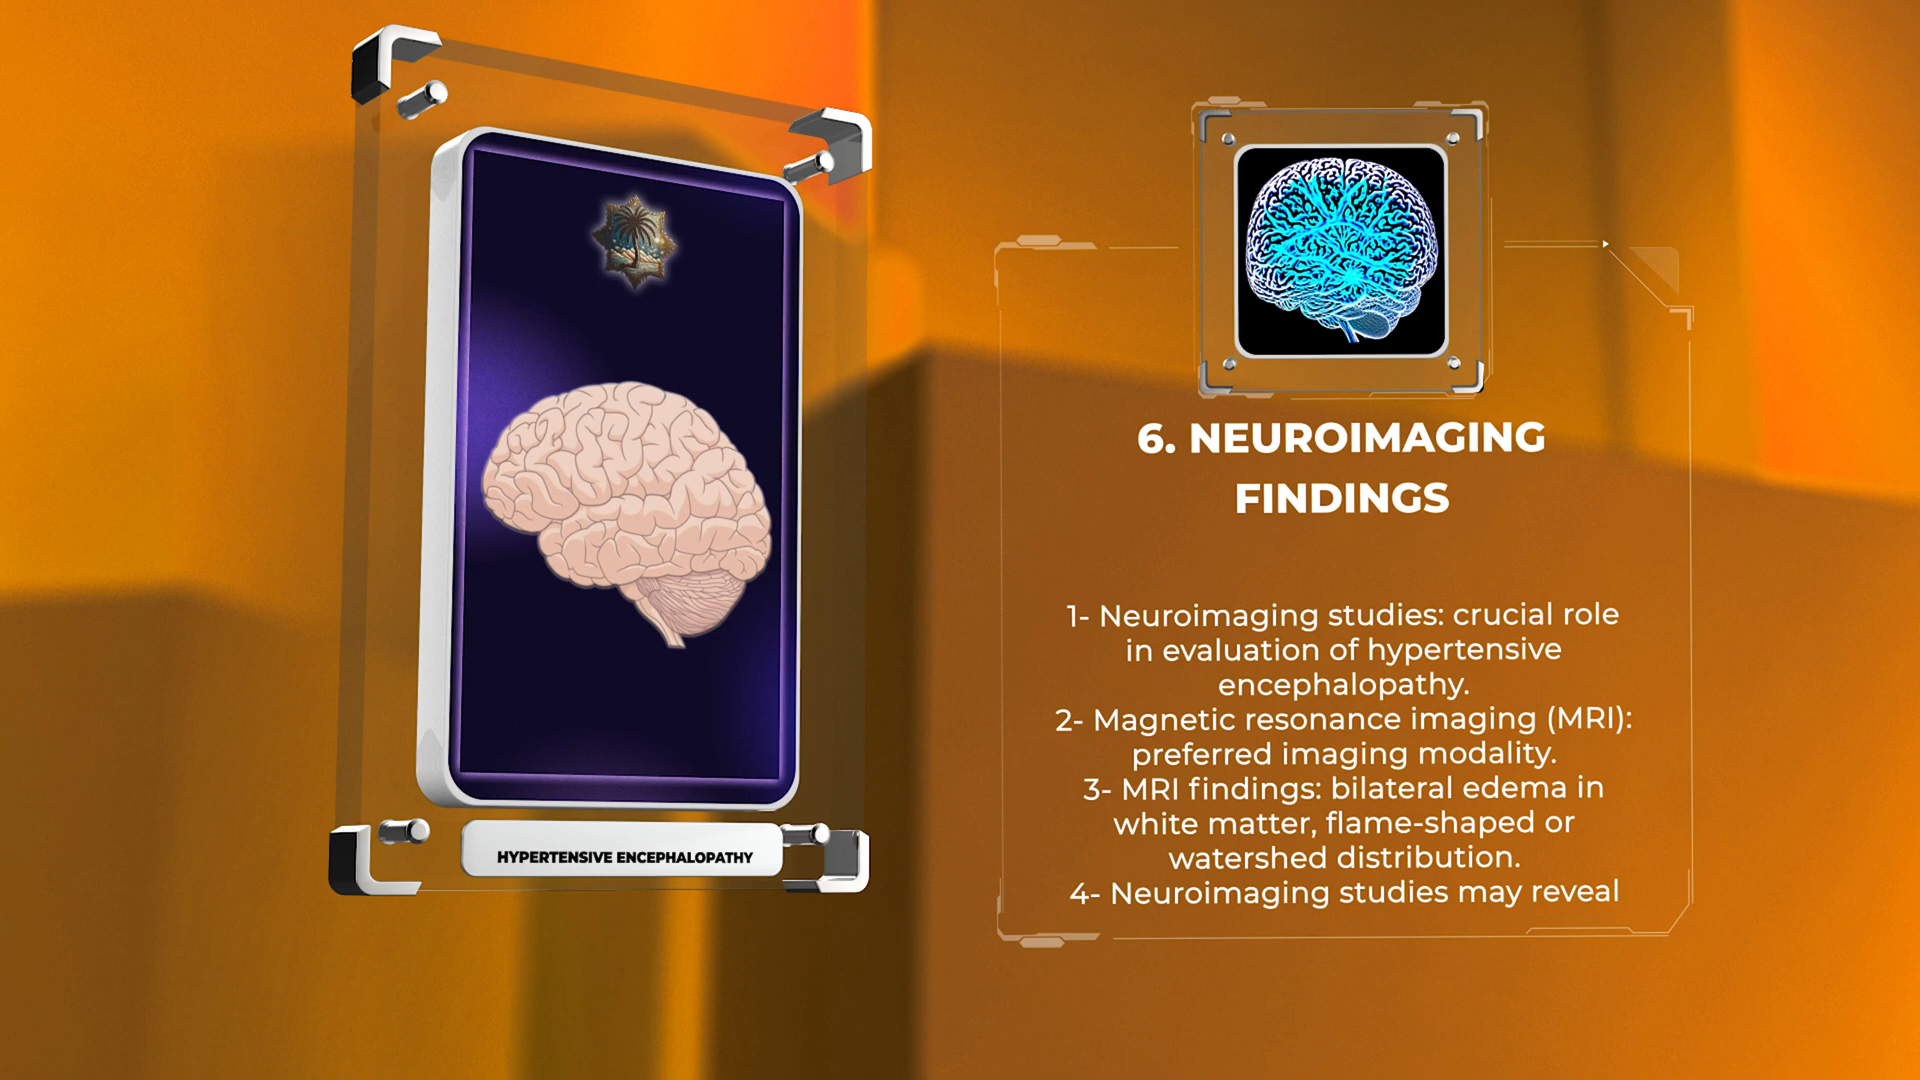 HYPERTENSIVE ENCEPHALOPATHY
6. NEUROIMAGING
FINDINGS
1- Neuroimaging studies: crucial role
in evaluation of hypertensive
encephalopathy.
2- Magnetic resonance imaging (MRI):
preferred imaging modality.
3- MRI findings: bilateral edema in
white matter, flame-shaped or
watershed distribution.
4- Neuroimaging studies may reveal